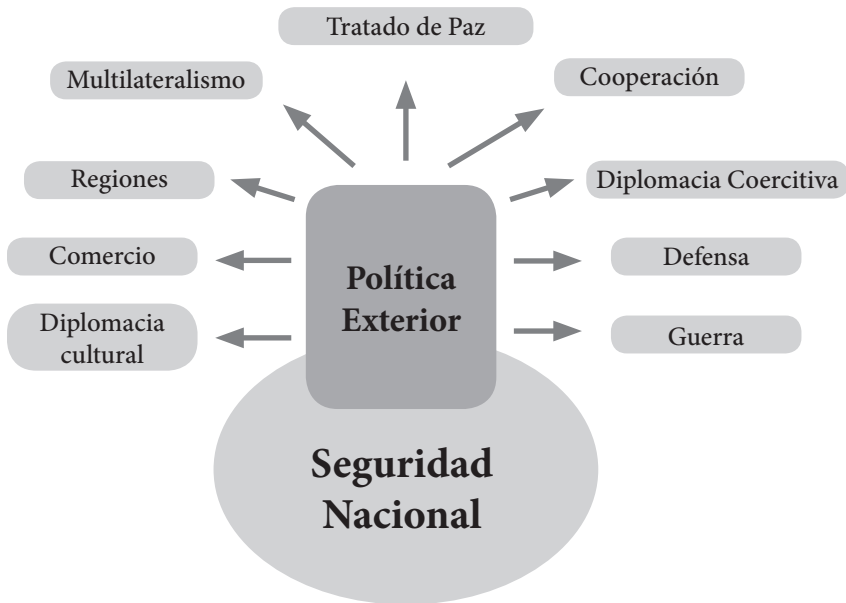 Tratado de Paz
Multilateralismo
Cooperación
Regiones
Diplomacia Coercitiva
Comercio
Defensa
Diplomacia
cultural
Guerra
Política
Exterior
Seguridad
Nacional